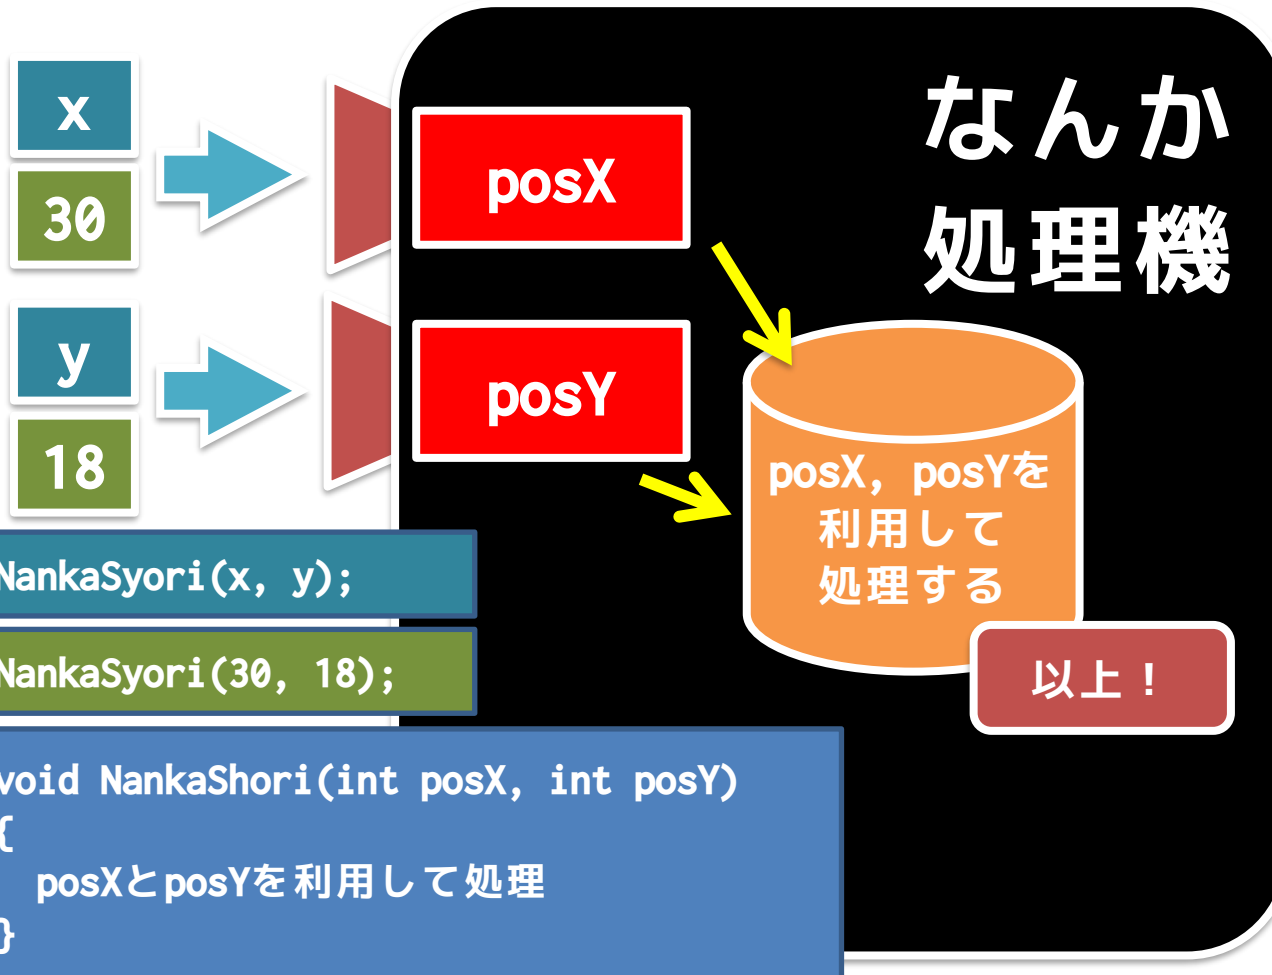 x
30
y
18
posX
posY
なんか
処理機
posX, posYを
利用して
処理する
以上！
NankaSyori(x, y);
NankaSyori(30, 18);
void NankaShori(int posX, int posY)
{
posXとposYを利用して処理
}